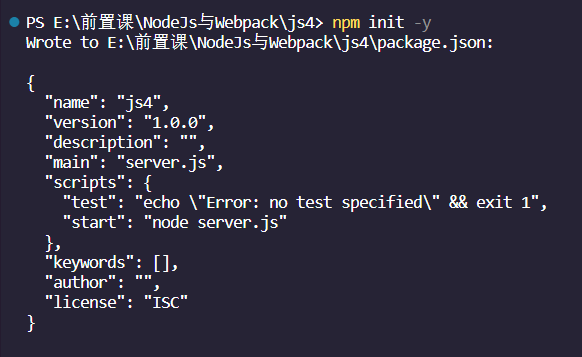 PS E:\前置课\NodeJs与Webpack\js4> npm init -y
Wrote to E:\前置课\NodeJs与Webpack\js4\package.json:
{
"name": "js4",
"version": "1.0.0",
"description": "",
"main": "server.js",
"scripts": {
"test": "echo \"Error: no test specified\" && exit 1",
"start": "node server.js"
},
"keywords": [],
"author": "",
"license": "ISC"
}